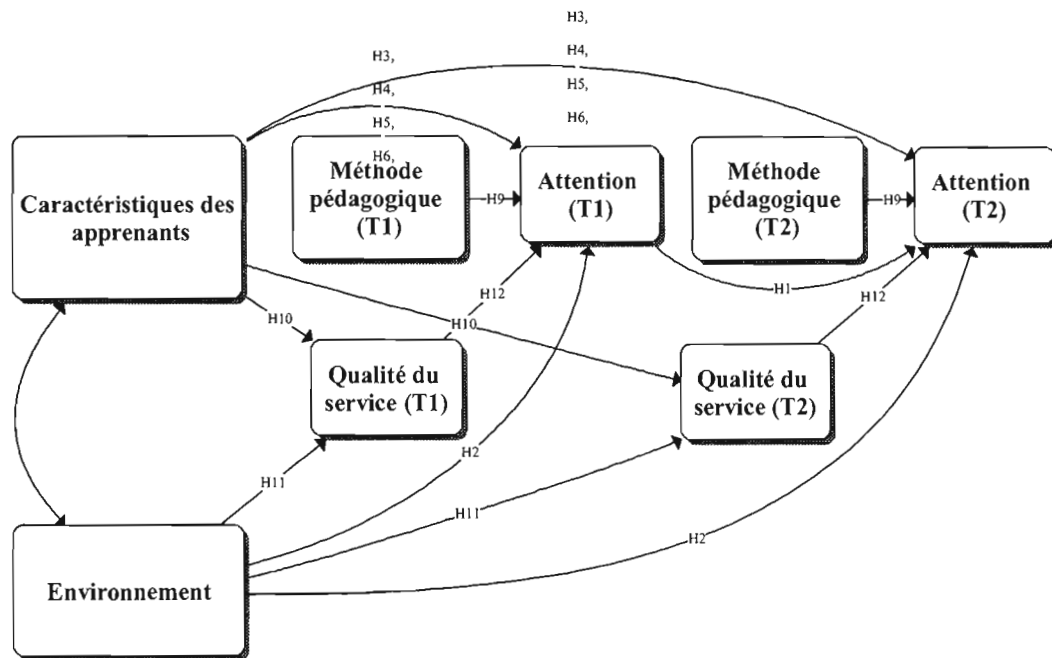 H3,
H4,
H5,
H6,
H3,
H4,
H5,
H6,
Caractéristiques des
apprenants
Méthode
pédagogique
(T1)
H9
Attention
(T1)
Méthode
pédagogique
(T2)
H9
Attention
(T2)
H10
H12
H10
H1
H12
Qualité du
service (T1)
Qualité du
service (T2)
H11
H2
H11
H2
Environnement